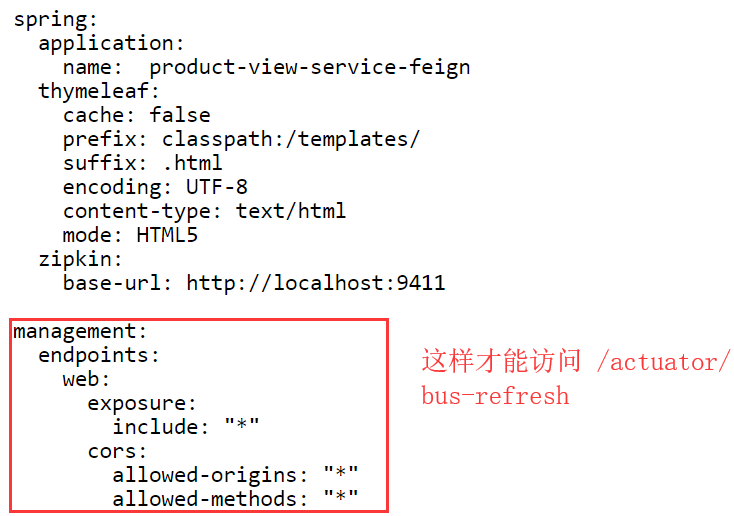 spring:
  application:
    name:  product-view-service-feign
  thymeleaf:
    cache: false
    prefix: classpath:/templates/
    suffix: .html
    encoding: UTF-8
    content-type: text/html
    mode: HTML5
  zipkin:
    base-url: http://localhost:9411
management:
  endpoints:
    web:
      exposure:
        include: "*"
      cors:
        allowed-origins: "*"
        allowed-methods: "*"
这样才能访问 /actuator/
bus-refresh